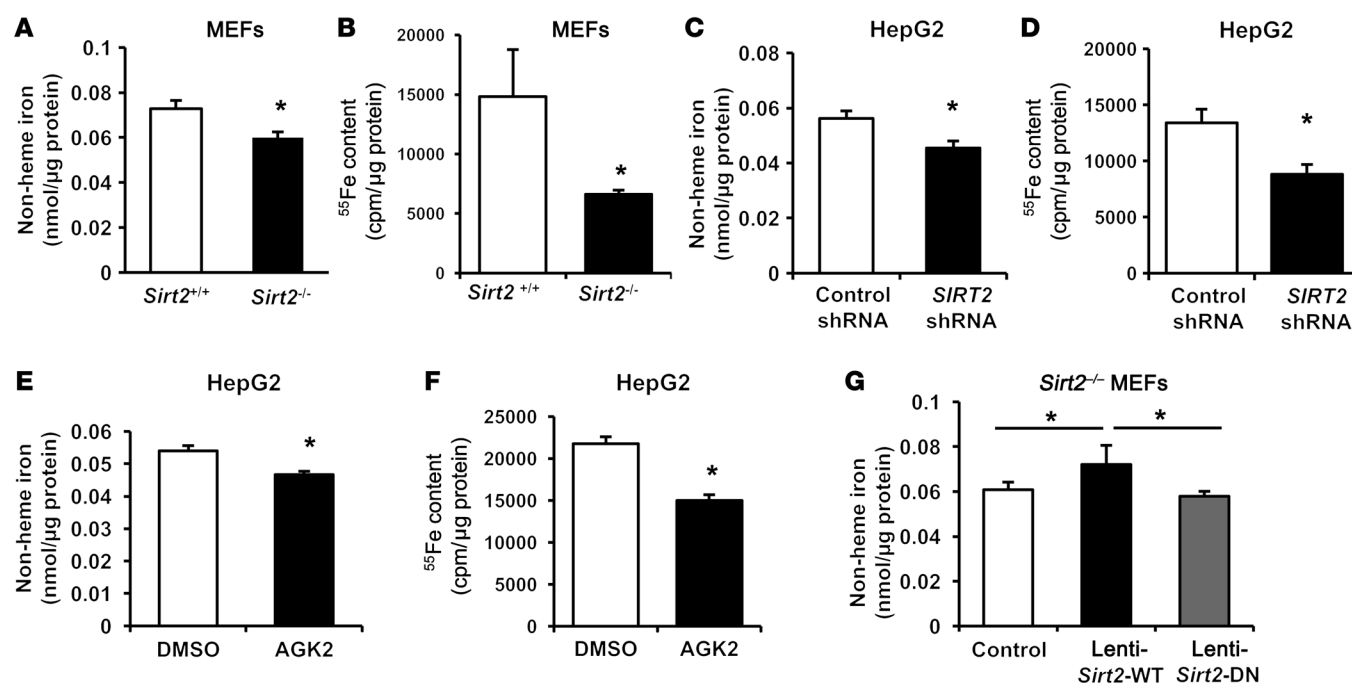 A
MEFs
Non-heme iron
(nmol/µg protein)
0.1
0.08
0.06
0.04
0.02
0
*
Sirt2+/+
Sirt2-/-
B
MEFs
55Fe content
(cpm/µg protein)
20000
15000
10000
5000
0
*
Sirt2 +/+
Sirt2-/-
C
HepG2
Non-heme iron
(nmol/µg protein)
0.08
0.06
0.04
0.02
0
*
Control
shRNA
SIRT2
shRNA
D
HepG2
55Fe content
(cpm/µg protein)
20000
15000
10000
5000
0
*
Control
shRNA
SIRT2
shRNA
E
HepG2
Non-heme iron
(nmol/µg protein)
0.06
0.05
0.04
0.03
0.02
0.01
0
*
DMSO
AGK2
F
HepG2
55Fe content
(cpm/µg protein)
25000
20000
15000
10000
5000
0
*
DMSO
AGK2
G
Sirt2–/– MEFs
Non-heme iron
(nmol/µg protein)
0.1
0.08
0.06
0.04
0.02
0
*
*
Control
Lenti-
Sirt2-WT
Lenti-
Sirt2-DN